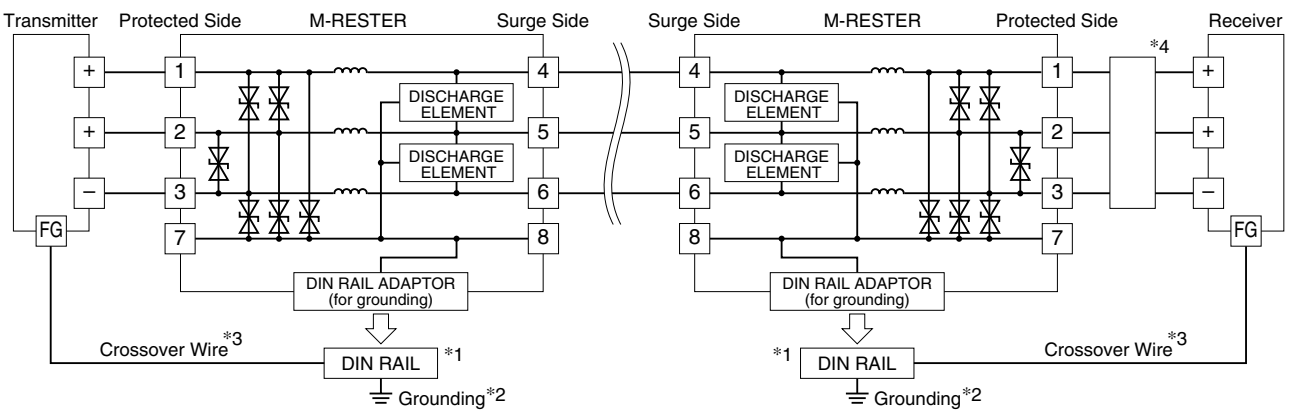 Transmitter Protected Side M-RESTER Surge Side Surge Side M-RESTER Protected Side Receiver
*4
+ 1 4 4 1 +
DISCHARGE ELEMENT DISCHARGE ELEMENT
+ 2 5 5 2 +
DISCHARGE ELEMENT DISCHARGE ELEMENT
– 3 6 6 3 –
FG 7 8 8 7 FG
DIN RAIL ADAPTOR DIN RAIL ADAPTOR
(for grounding) (for grounding)
Crossover Wire*3 DIN RAIL *1 *1 DIN RAIL Crossover Wire*3
Grounding*2 Grounding*2